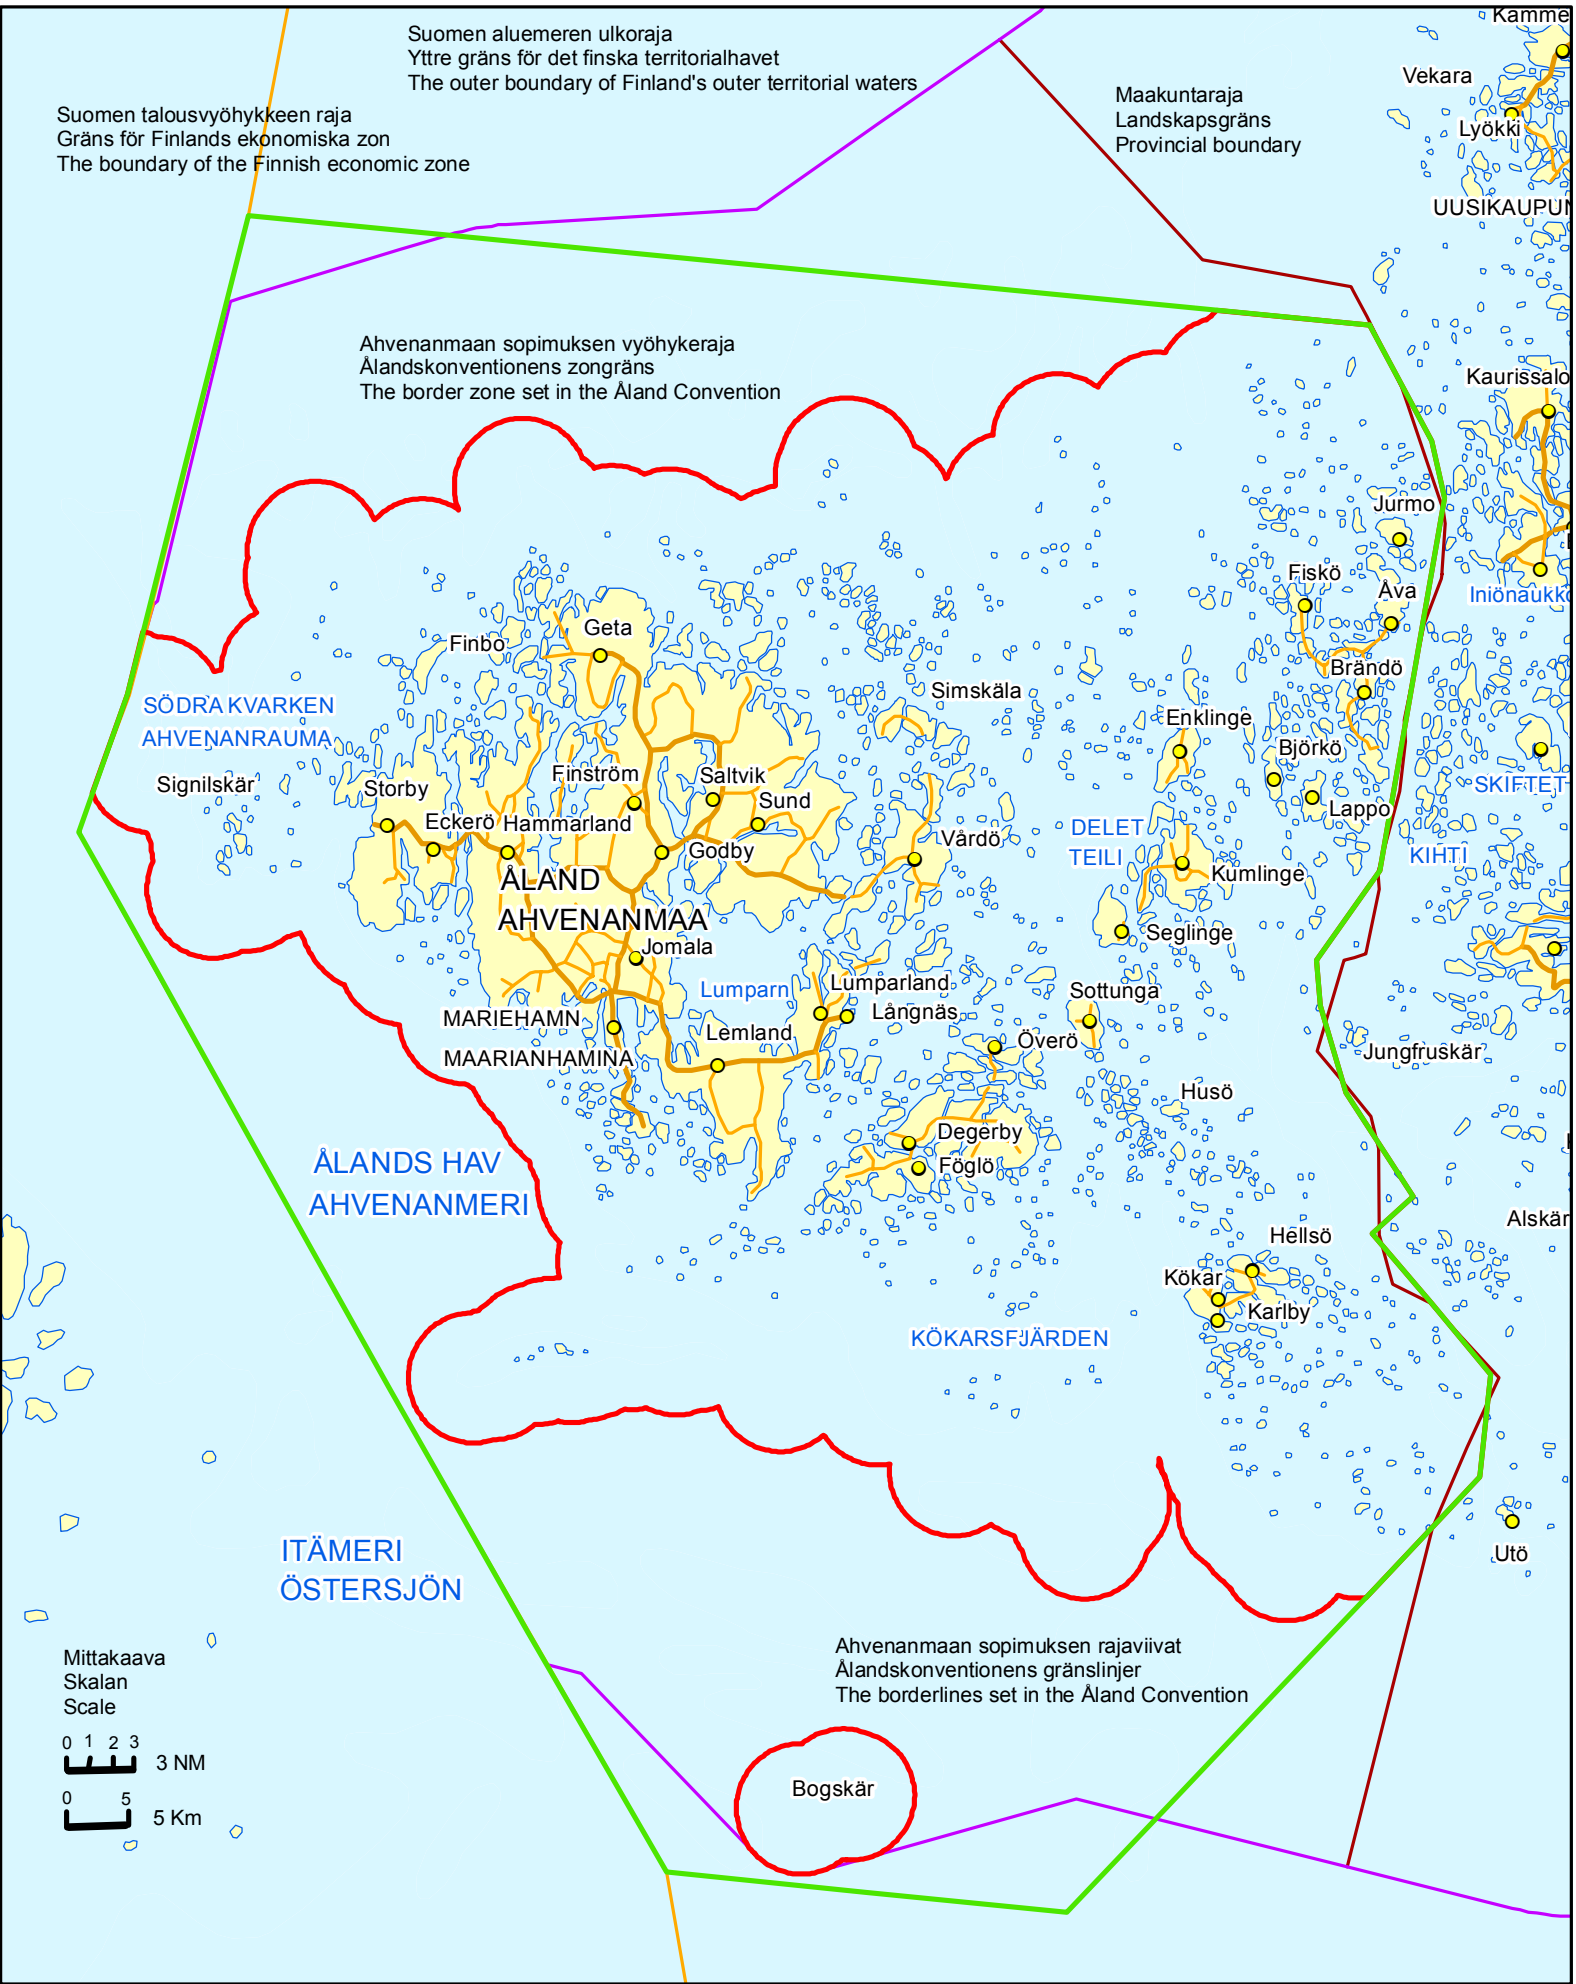 Suomen aluemeren ulkoraja
Yttre gräns för det finska territorialhavet
The outer boundary of Finland's outer territorial waters
Suomen talousvyöhykkeen raja
Gräns för Finlands ekonomiska zon
The boundary of the Finnish economic zone
Maakuntaraja
Landskapsgräns
Provincial boundary
Kamme
Vekara
Lyökki
UUSIKAUPUN
Ahvenanmaan sopimuksen vyöhykeraja
Ålandskonventionens zongräns
The border zone set in the Åland Convention
Kaurissalo
Jurmo
Fiskö
Åva
Iniönaukko
Brändö
Finbo
Geta
Simskäla
SÖDRA KVARKEN
AHVENANRAUMA
Enklinge
Björkö
Signilskär
Storby
Finström
Saltvik
Sund
Lappo
SKIFTET
Eckerö
Hammarland
Godby
Vårdö
DELET
TEILI
KIHTI
Kumlinge
ÅLAND
AHVENANMAA
Jomala
Seglinge
Lumparn
Lumparland
Långnäs
Sottunga
MARIEHAMN
MAARIANHAMINA
Lemland
Överö
Jungfruskär
Husö
Degerby
Föglö
ÅLANDS HAV
AHVENANMERI
Alskär
Hellsö
Kökar
Karlby
KÖKARSFJÄRDEN
ITÄMERI
ÖSTERSJÖN
Utö
Ahvenanmaan sopimuksen rajaviivat
Ålandskonventionens gränslinjer
The borderlines set in the Åland Convention
Bogskär
Mittakaava
Skalan
Scale
0 1 2 3
3 NM
0 5
5 Km